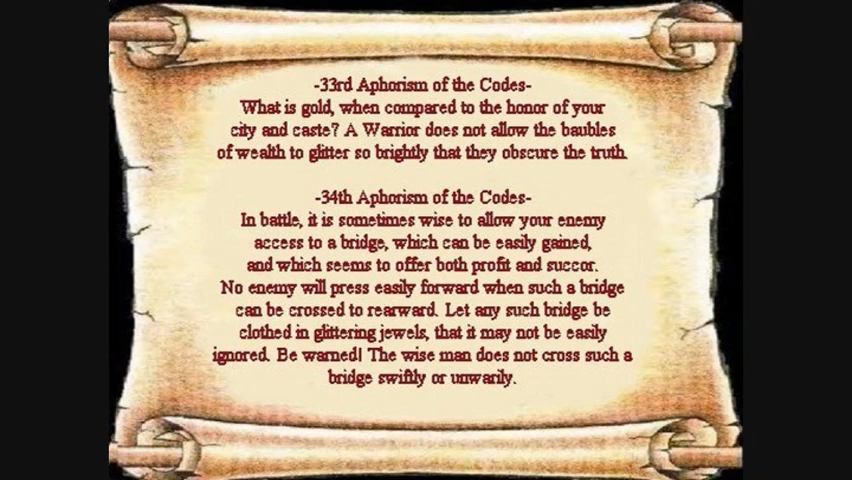 -33rd Aphorism of the Codes-
What is gold, when compared to the honor of your
city and caste? A Warrior does not allow the baubles
of wealth to glitter so brightly that they obscure the truth.
-34th Aphorism of the Codes-
In battle, it is sometimes wise to allow your enemy
access to a bridge, which can be easily gained,
and which seems to offer both profit and succor.
No enemy will press easily forward when such a bridge
can be crossed to rearward. Let any such bridge be
clothed in glittering jewels, that it may not be easily
ignored. Be warned! The wise man does not cross such a
bridge swiftly or unwarily.